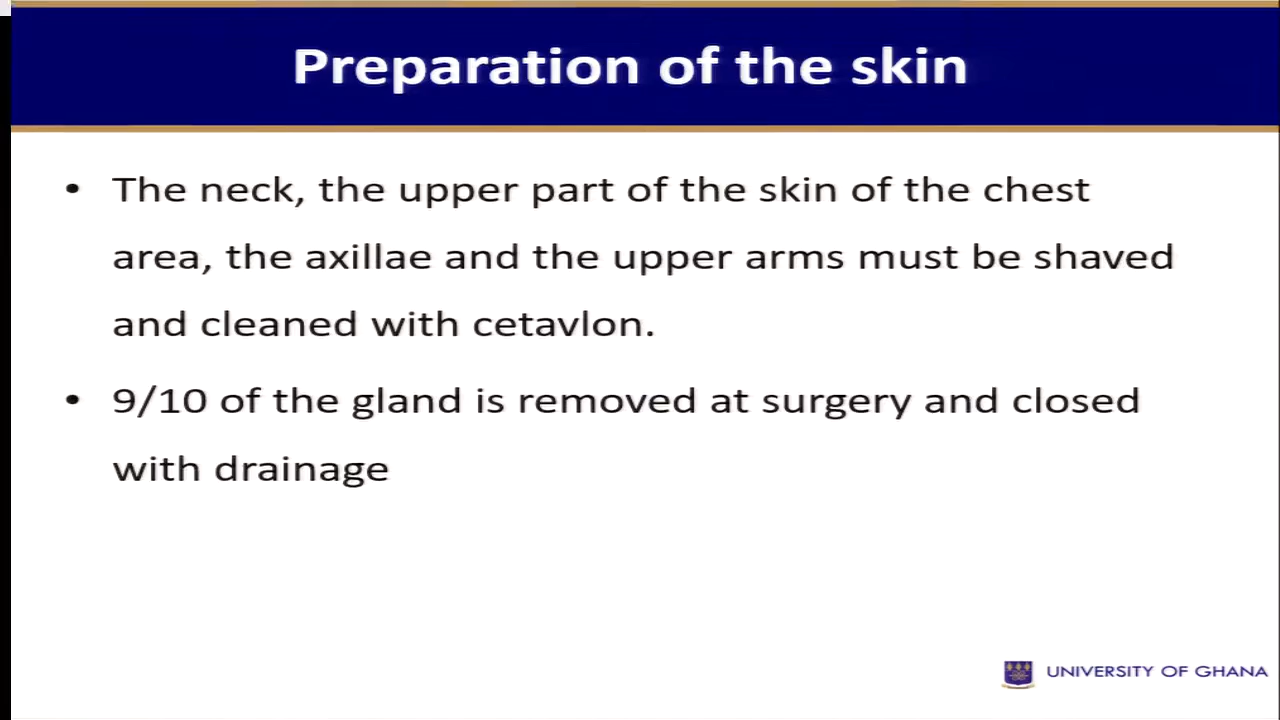 Preparation of the skin
• The neck, the upper part of the skin of the chest
area, the axillae and the upper arms must be shaved
and cleaned with cetavlon.
• 9/10 of the gland is removed at surgery and closed
with drainage
UNIVERSITY OF GHANA